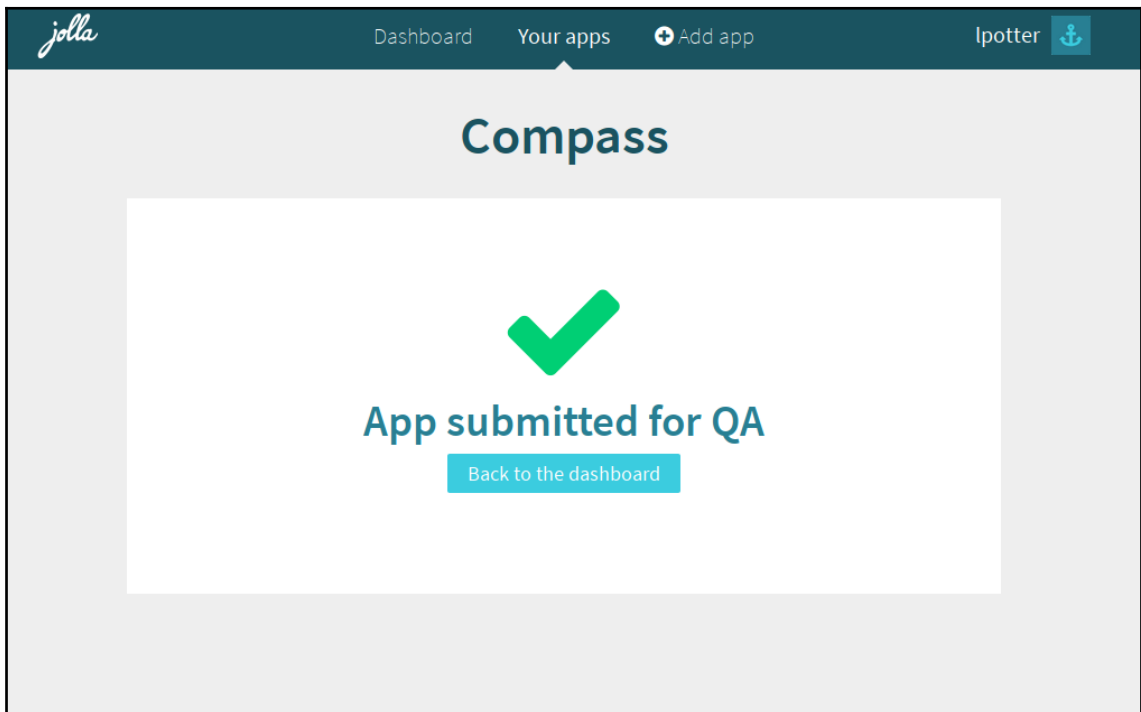 jolla Dashboard Your apps Add app lpotter
Compass
App submitted for QA
Back to the dashboard